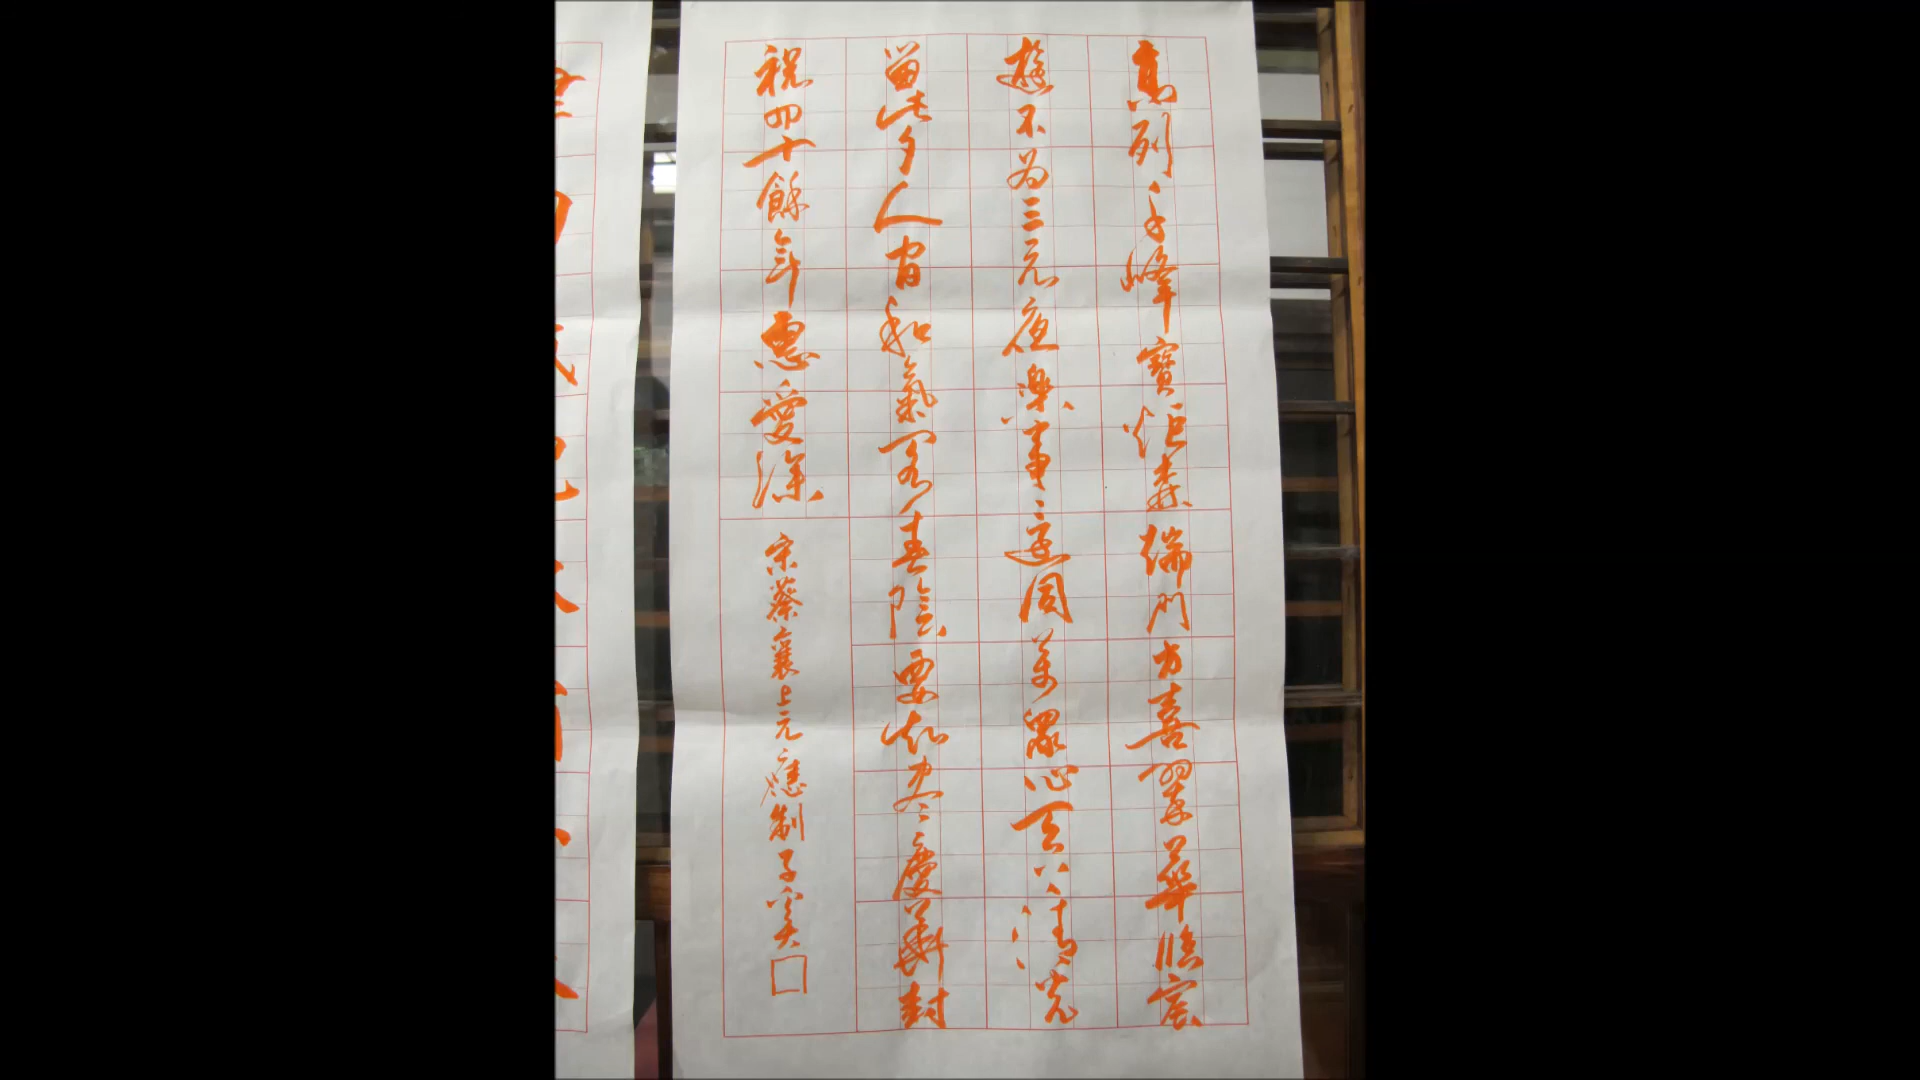 高列千峰寶炬森端門方喜翠華臨宸
遊不為三元夜樂事還同萬眾心天上清光
留此夕人間和氣閣春陰要知盡慶華封
祝四十餘年惠愛深 宋蔡襄上元應制子奚